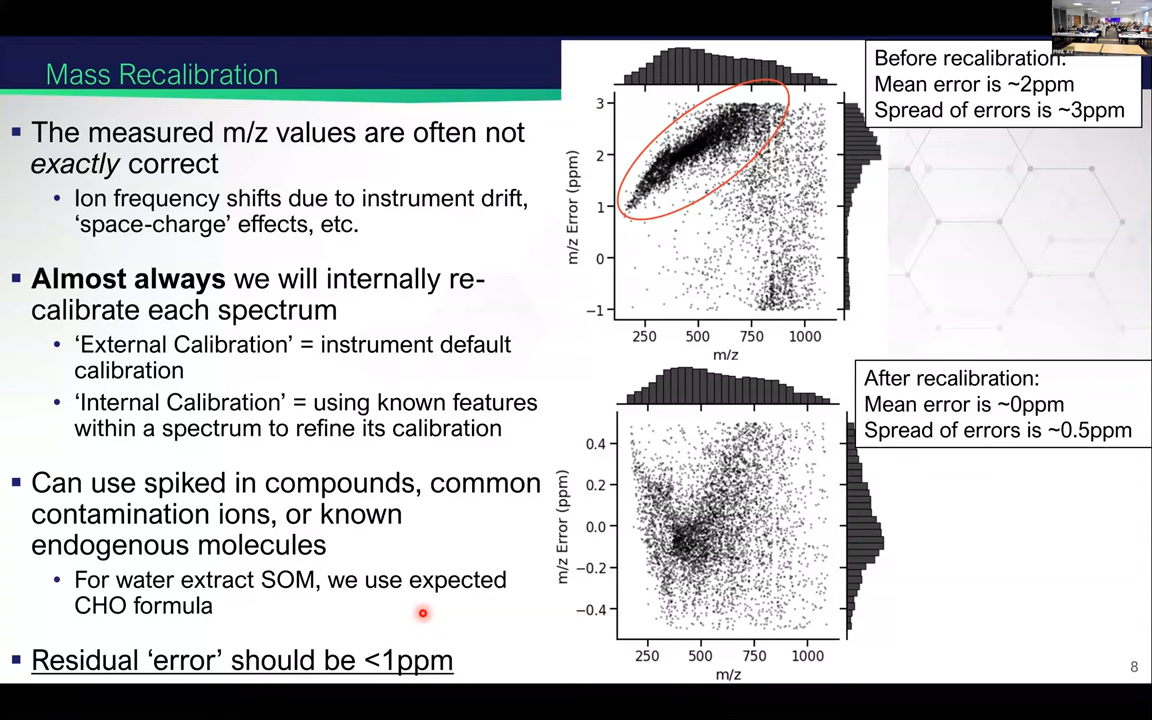 Mass Recalibration
▪ The measured m/z values are often not
exactly correct
• Ion frequency shifts due to instrument drift,
‘space-charge’ effects, etc.
▪ Almost always we will internally re-
calibrate each spectrum
• ‘External Calibration’ = instrument default
calibration
• ‘Internal Calibration’ = using known features
within a spectrum to refine its calibration
▪ Can use spiked in compounds, common
contamination ions, or known
endogenous molecules
• For water extract SOM, we use expected
CHO formula
▪ Residual ‘error’ should be <1ppm
m/z Error (ppm)
3
2
1
0
−1
250 500 750 1000
m/z
Before recalibration:
Mean error is ~2ppm
Spread of errors is ~3ppm
m/z Error (ppm)
0.4
0.2
0.0
−0.2
−0.4
250 500 750 1000
m/z
After recalibration:
Mean error is ~0ppm
Spread of errors is ~0.5ppm
8